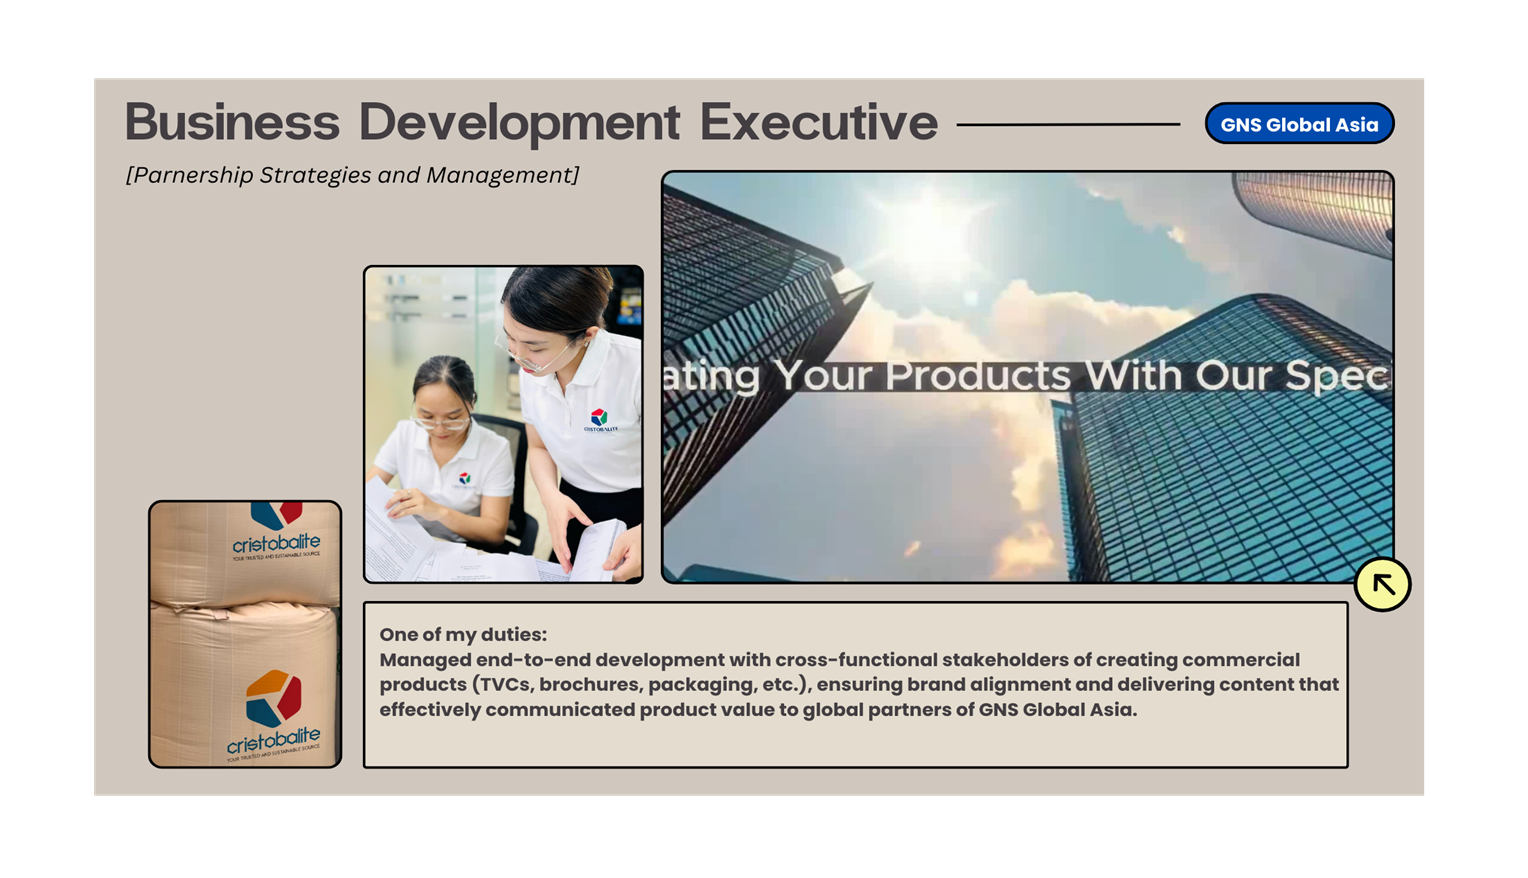 Business Development Executive
GNS Global Asia
[Parnership Strategies and Management]
ating Your Products With Our Spec
CRISTOBALITE
cristobalite
YOUR TRUSTED AND SUSTAINABLE SOURCE
cristobalite
YOUR TRUSTED AND SUSTAINABLE SOURCE
One of my duties:
Managed end-to-end development with cross-functional stakeholders of creating commercial
products (TVCs, brochures, packaging, etc.), ensuring brand alignment and delivering content that
effectively communicated product value to global partners of GNS Global Asia.